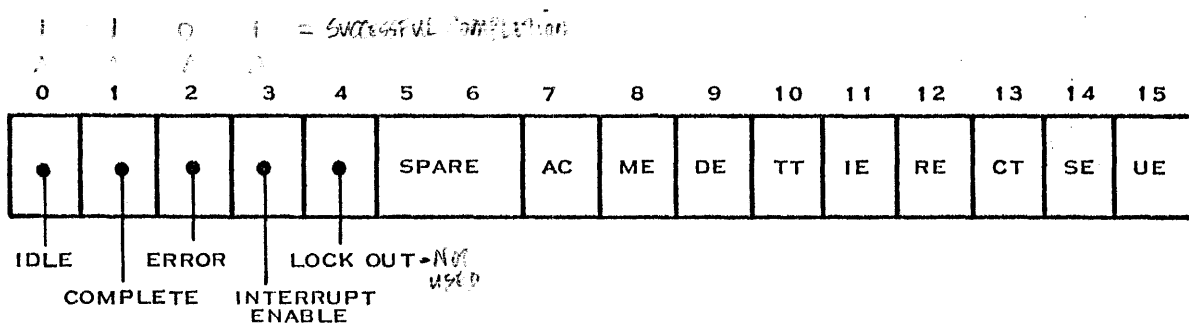 1 1 0 1 = SUCCESSFUL COMPLETION
0 1 2 3 4 5 6 7 8 9 10 11 12 13 14 15
SPARE AC ME DE TT IE RE CT SE UE
IDLE ERROR LOCK OUT - NOT
USED
COMPLETE INTERRUPT
ENABLE